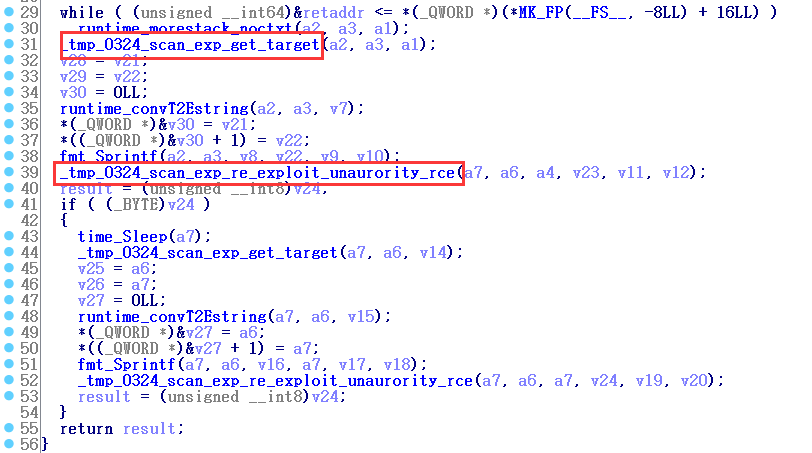 29 while ( (unsigned __int64)&retaddr <= *(_QWORD *)(*MK_FP(__FS__, -8LL) + 16LL) )
30 runtime_morestack_noctxt(a2, a3, a1);
31 _tmp_0324_scan_exp_get_target(a2, a3, a1);
32 v28 = v21;
33 v29 = v22;
34 v30 = 0LL;
35 runtime_convT2Estring(a2, a3, v7);
36 *(_QWORD *)&v30 = v21;
37 *((_QWORD *)&v30 + 1) = v22;
38 fmt_Sprintf(a2, a3, v8, v22, v9, v10);
39 _tmp_0324_scan_exp_re_exploit_unaurority_rce(a7, a6, a4, v23, v11, v12);
40 result = (unsigned __int8)v24;
41 if ( (_BYTE)v24 )
42 {
43 time_Sleep(a7);
44 _tmp_0324_scan_exp_get_target(a7, a6, v14);
45 v25 = a6;
46 v26 = a7;
47 v27 = 0LL;
48 runtime_convT2Estring(a7, a6, v15);
49 *(_QWORD *)&v27 = a6;
50 *((_QWORD *)&v27 + 1) = a7;
51 fmt_Sprintf(a7, a6, v16, a7, v17, v18);
52 _tmp_0324_scan_exp_re_exploit_unaurority_rce(a7, a6, a7, v24, v19, v20);
53 result = (unsigned __int8)v24;
54 }
55 return result;
56 }